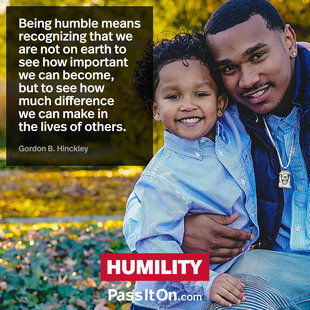 Being humble means
recognizing that we
are not on earth to
see how important
we can become,
but to see how
much difference
we can make in
the lives of others.
Gordon B. Hinckley
HUMILITY
PassItOn.com